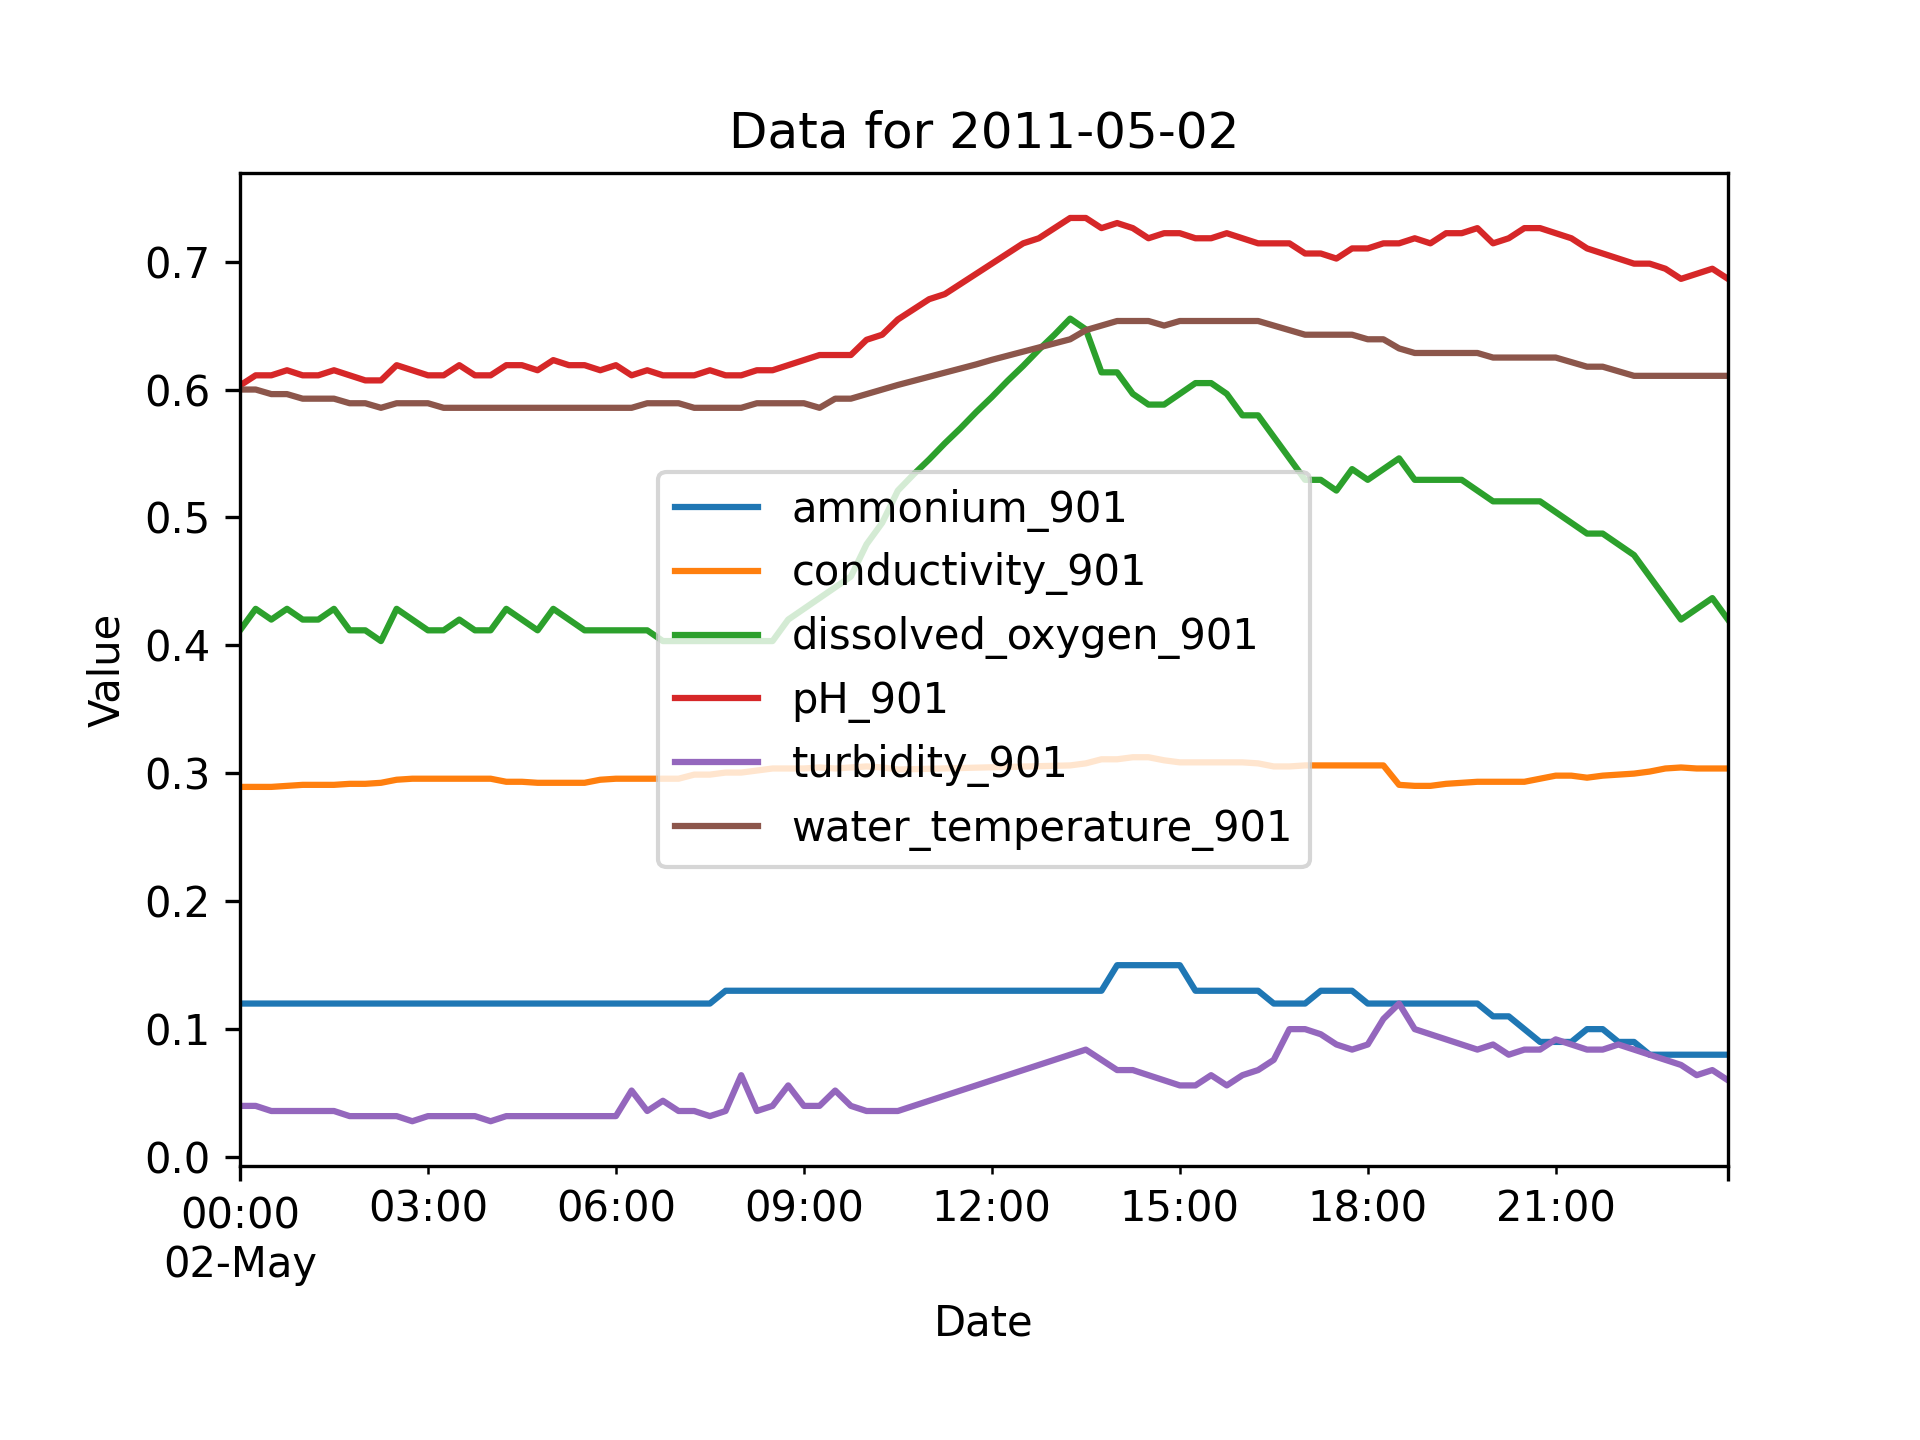 Data for 2011-05-02
Value
0.7
0.6
0.5
0.4
0.3
0.2
0.1
0.0
ammonium_901
conductivity_901
dissolved_oxygen_901
pH_901
turbidity_901
water_temperature_901
00:00 03:00 06:00 09:00 12:00 15:00 18:00 21:00
02-May
Date